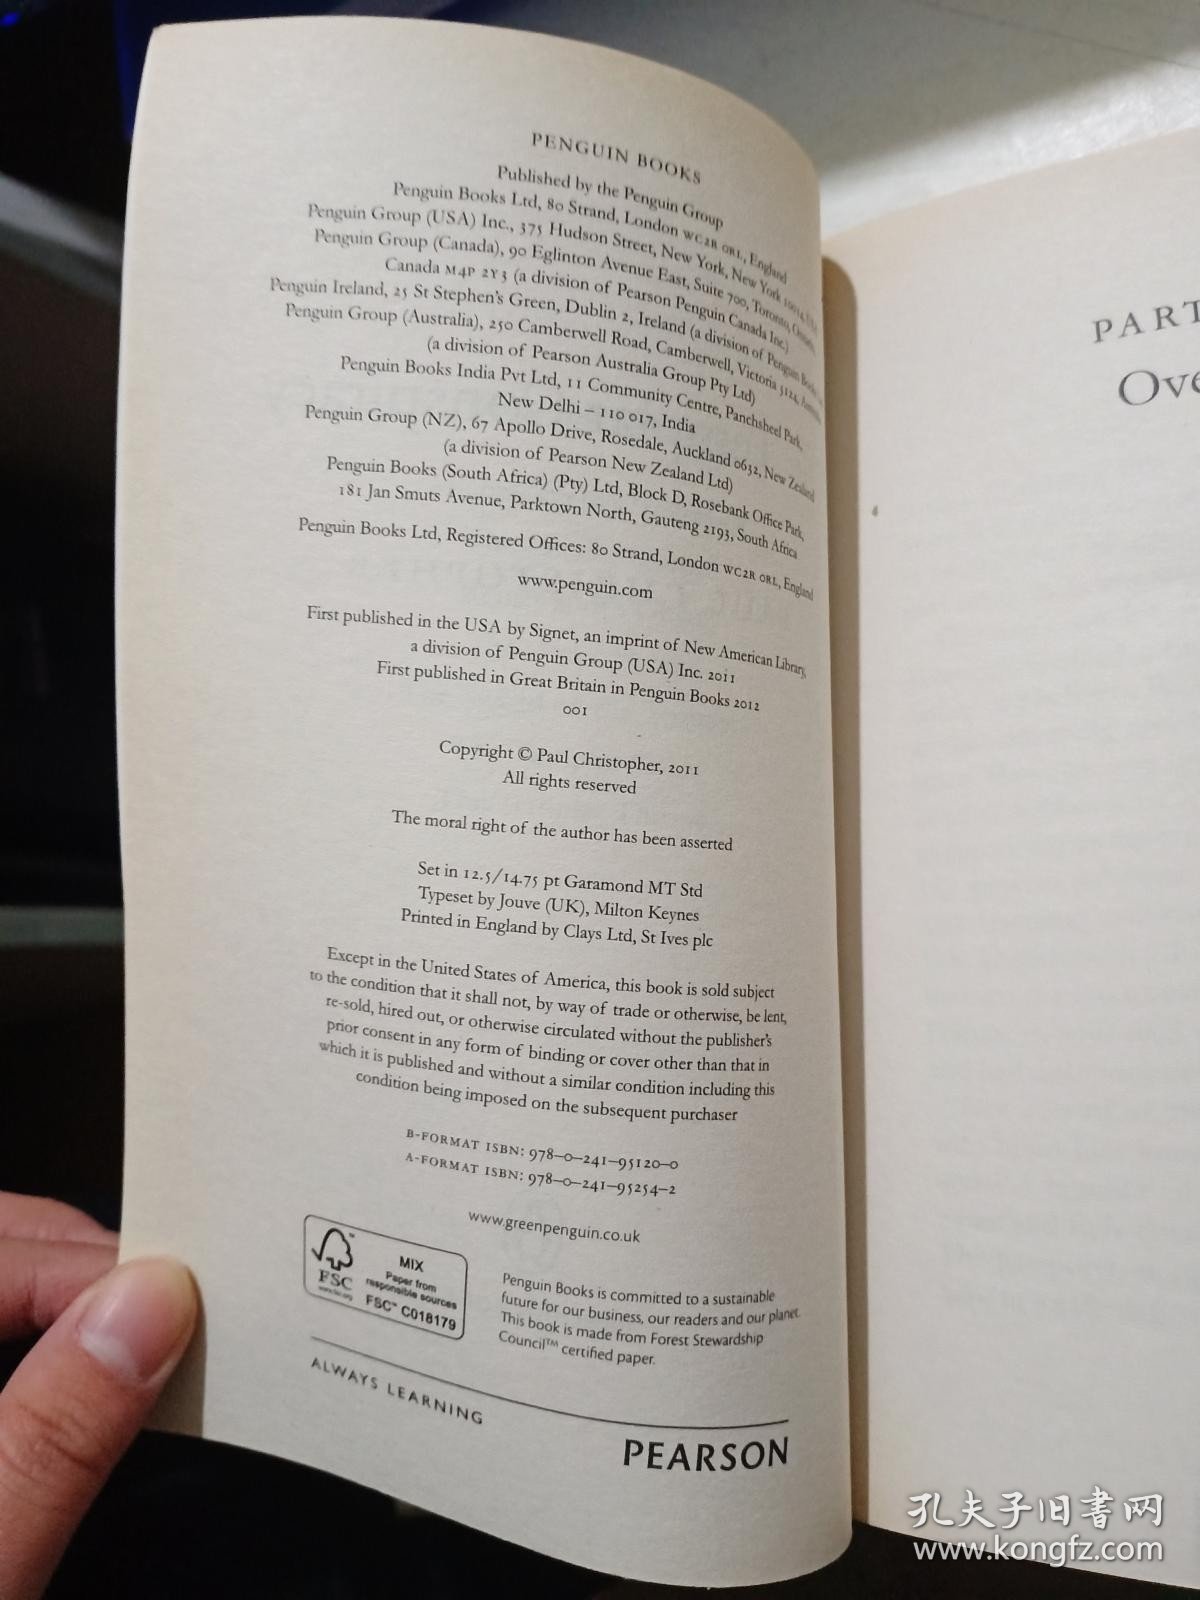 PENGUIN BOOKS
Published by the Penguin Group
Penguin Books Ltd, 80 Strand, London WC2R 0RL, England
Penguin Group (USA) Inc., 375 Hudson Street, New York, New York 10014, USA
Penguin Group (Canada), 90 Eglinton Avenue East, Suite 700, Toronto, Ontario,
Canada M4P 2Y3 (a division of Pearson Penguin Canada Inc.)
Penguin Ireland, 25 St Stephen's Green, Dublin 2, Ireland (a division of Penguin Books
Penguin Group (Australia), 250 Camberwell Road, Camberwell, Victoria 3124, Australia
(a division of Pearson Australia Group Pty Ltd)
Penguin Books India Pvt Ltd, 11 Community Centre, Panchsheel Park,
New Delhi – 110 017, India
Penguin Group (NZ), 67 Apollo Drive, Rosedale, Auckland 0632, New Zealand
(a division of Pearson New Zealand Ltd)
Penguin Books (South Africa) (Pty) Ltd, Block D, Rosebank Office Park,
181 Jan Smuts Avenue, Parktown North, Gauteng 2193, South Africa
Penguin Books Ltd, Registered Offices: 80 Strand, London WC2R 0RL, England
www.penguin.com
First published in the USA by Signet, an imprint of New American Library,
a division of Penguin Group (USA) Inc. 2011
First published in Great Britain in Penguin Books 2012
001
Copyright © Paul Christopher, 2011
All rights reserved
The moral right of the author has been asserted
Set in 12.5/14.75 pt Garamond MT Std
Typeset by Jouve (UK), Milton Keynes
Printed in England by Clays Ltd, St Ives plc
Except in the United States of America, this book is sold subject
to the condition that it shall not, by way of trade or otherwise, be lent,
re-sold, hired out, or otherwise circulated without the publisher's
prior consent in any form of binding or cover other than that in
which it is published and without a similar condition including this
condition being imposed on the subsequent purchaser
B-FORMAT ISBN: 978–0–241–95120–0
A-FORMAT ISBN: 978–0–241–95254–2
www.greenpenguin.co.uk
FSC
MIX
Paper from
responsible sources
FSC™ C018179
Penguin Books is committed to a sustainable
future for our business, our readers and our planet.
This book is made from Forest Stewardship
Council™ certified paper.
ALWAYS LEARNING
PEARSON
PART
Ove
孔夫子旧书网
www.kongfz.com